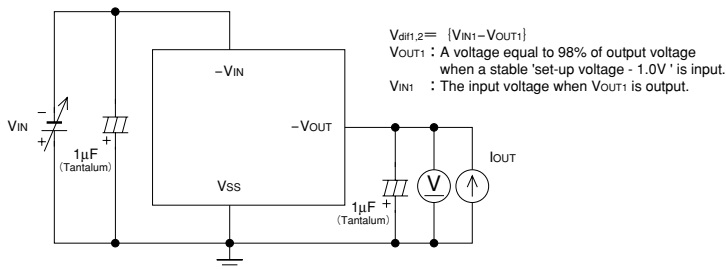 Vdif1,2= {VIN1−VOUT1}
VOUT1 : A voltage equal to 98% of output voltage
when a stable 'set-up voltage - 1.0V ' is input.
VIN1 : The input voltage when VOUT1 is output.
−VIN
−
VIN
+
1μF
+
(Tantalum)
−VOUT
IOUT
VSS
1μF
+
(Tantalum)
V